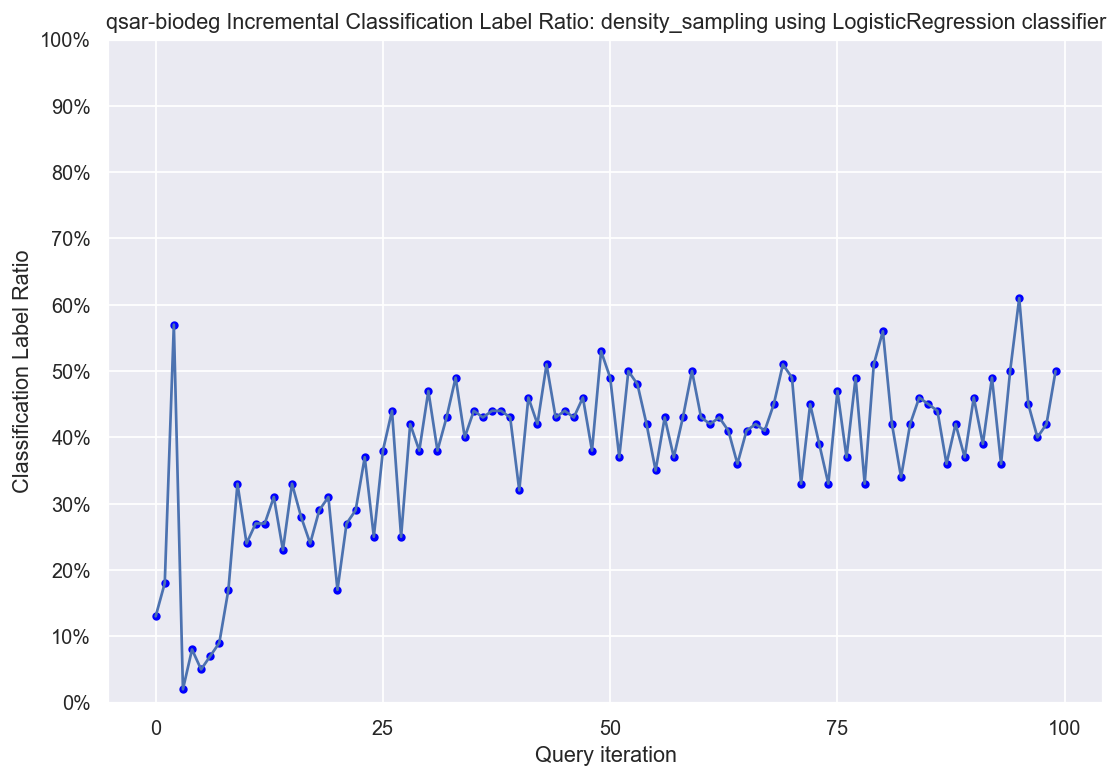 qsar-biodeg Incremental Classification Label Ratio: density_sampling using LogisticRegression classifier
100%
90%
80%
70%
60%
50%
40%
30%
20%
10%
0%
Classification Label Ratio
0 25 50 75 100
Query iteration